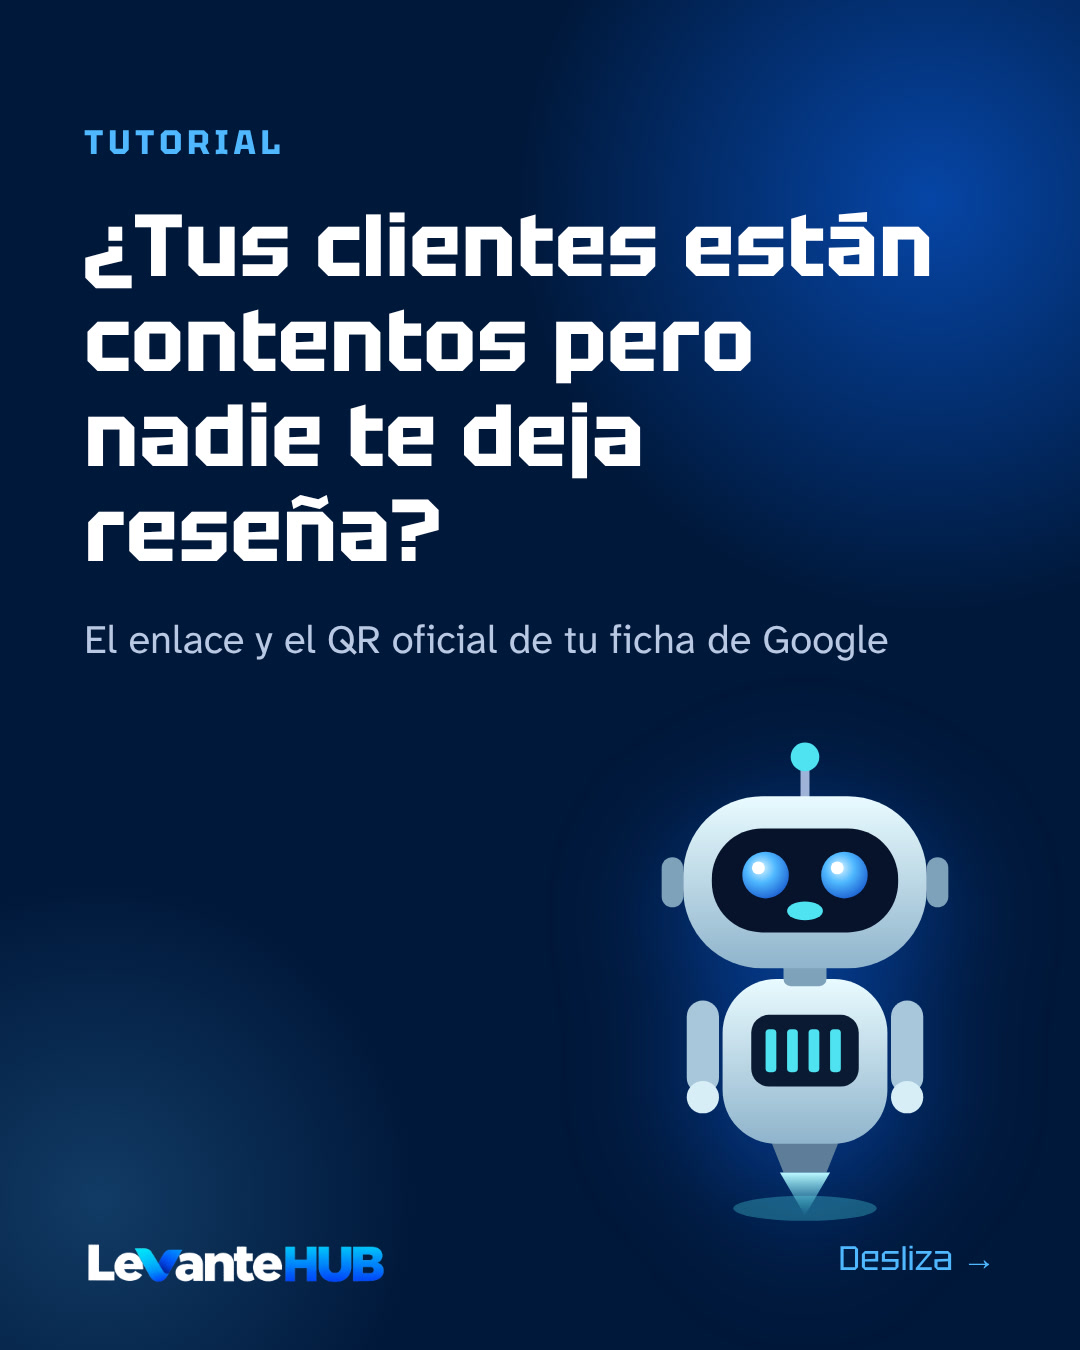 TUTORIAL
¿Tus clientes están
contentos pero
nadie te deja
reseña?
El enlace y el QR oficial de tu ficha de Google
LevanteHUB
Desliza →